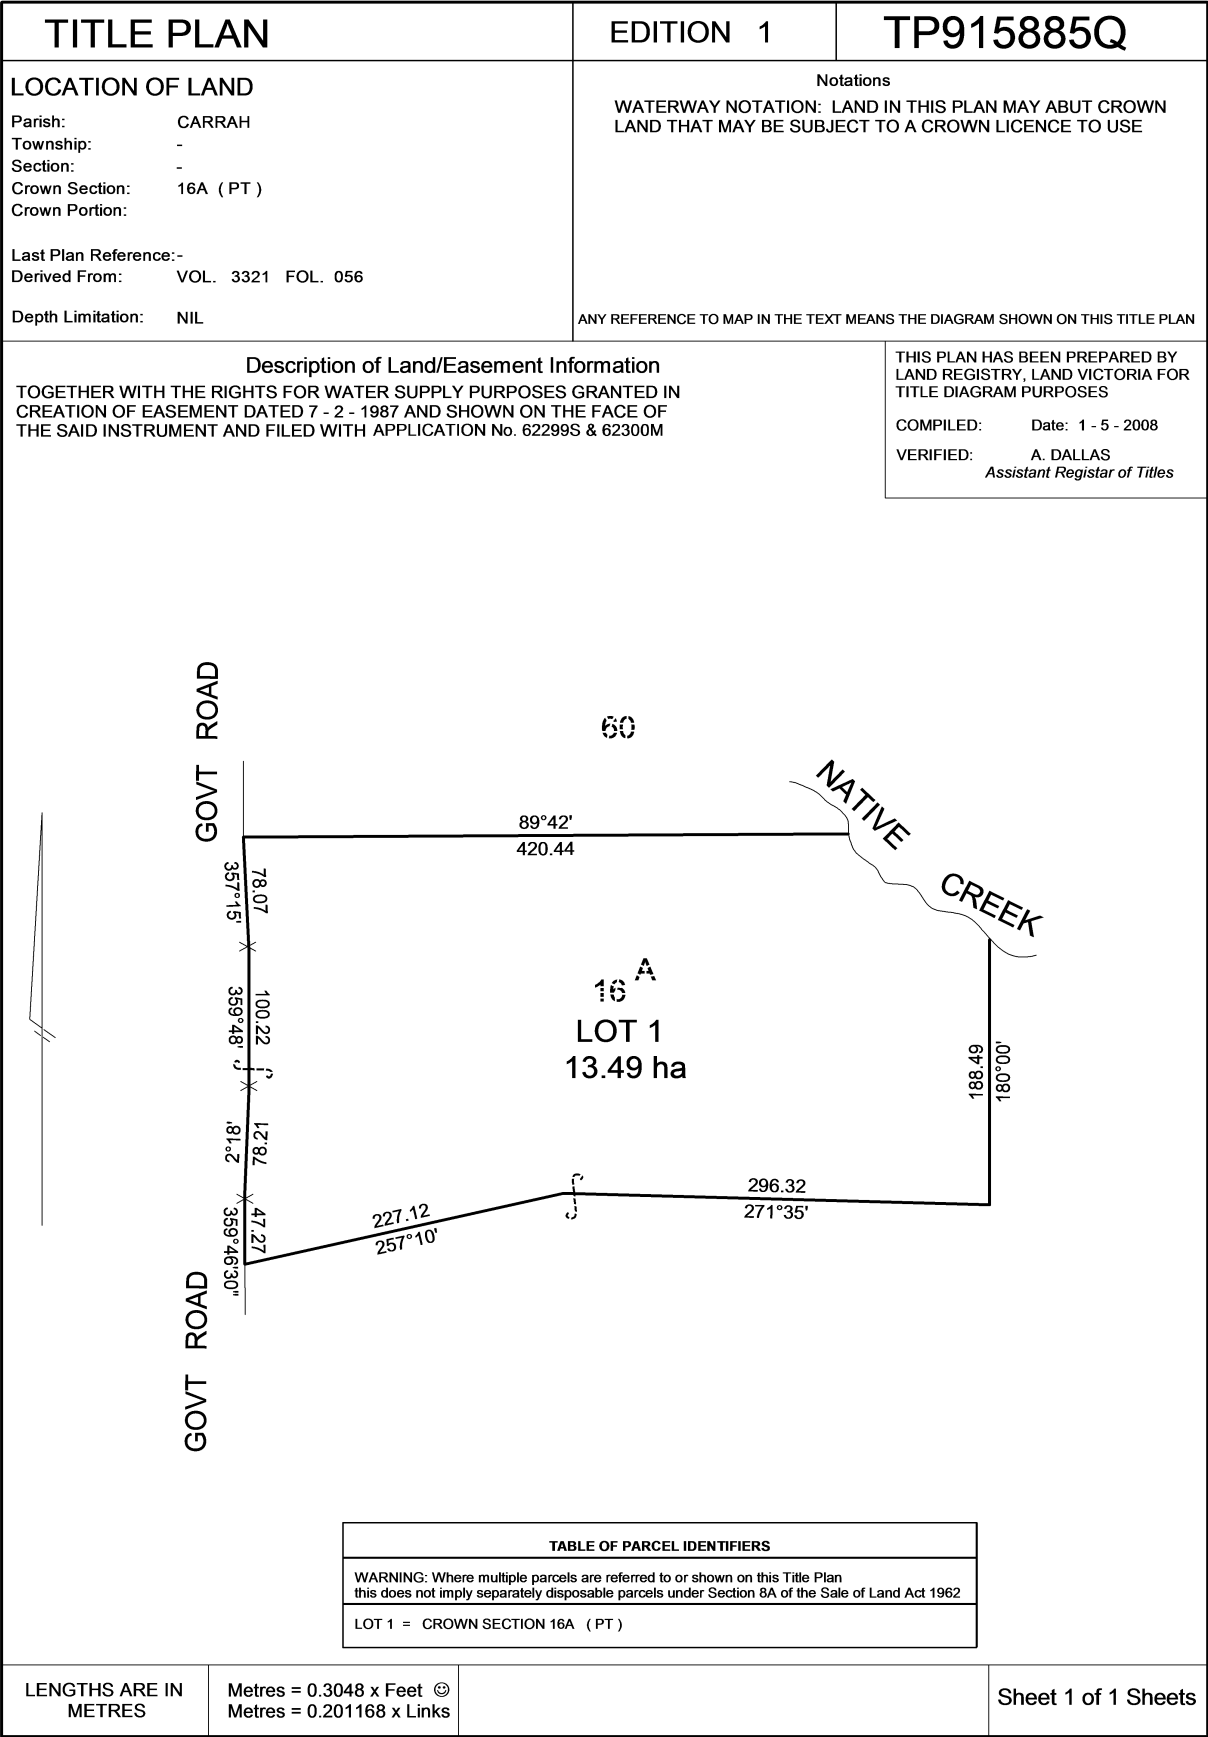 TITLE PLAN
EDITION 1
TP915885Q
LOCATION OF LAND
Parish: CARRAH
Township: -
Section: -
Crown Section: 16A ( PT )
Crown Portion:
Last Plan Reference: -
Derived From: VOL. 3321 FOL. 056
Depth Limitation: NIL
Notations
WATERWAY NOTATION: LAND IN THIS PLAN MAY ABUT CROWN
LAND THAT MAY BE SUBJECT TO A CROWN LICENCE TO USE
ANY REFERENCE TO MAP IN THE TEXT MEANS THE DIAGRAM SHOWN ON THIS TITLE PLAN
Description of Land/Easement Information
TOGETHER WITH THE RIGHTS FOR WATER SUPPLY PURPOSES GRANTED IN
CREATION OF EASEMENT DATED 7 - 2 - 1987 AND SHOWN ON THE FACE OF
THE SAID INSTRUMENT AND FILED WITH APPLICATION No. 62299S & 62300M
THIS PLAN HAS BEEN PREPARED BY
LAND REGISTRY, LAND VICTORIA FOR
TITLE DIAGRAM PURPOSES
COMPILED: Date: 1 - 5 - 2008
VERIFIED: A. DALLAS
Assistant Registar of Titles
GOVT ROAD
60
NATIVE
CREEK
89°42'
420.44
78.07
357°15'
100.22
359°48'
78.21
2°18'
47.27
359°46'30"
A
16
LOT 1
13.49 ha
188.49
180°00'
296.32
271°35'
227.12
257°10'
GOVT ROAD
TABLE OF PARCEL IDENTIFIERS
WARNING: Where multiple parcels are referred to or shown on this Title Plan
this does not imply separately disposable parcels under Section 8A of the Sale of Land Act 1962
LOT 1 = CROWN SECTION 16A ( PT )
LENGTHS ARE IN
METRES
Metres = 0.3048 x Feet ☺
Metres = 0.201168 x Links
Sheet 1 of 1 Sheets